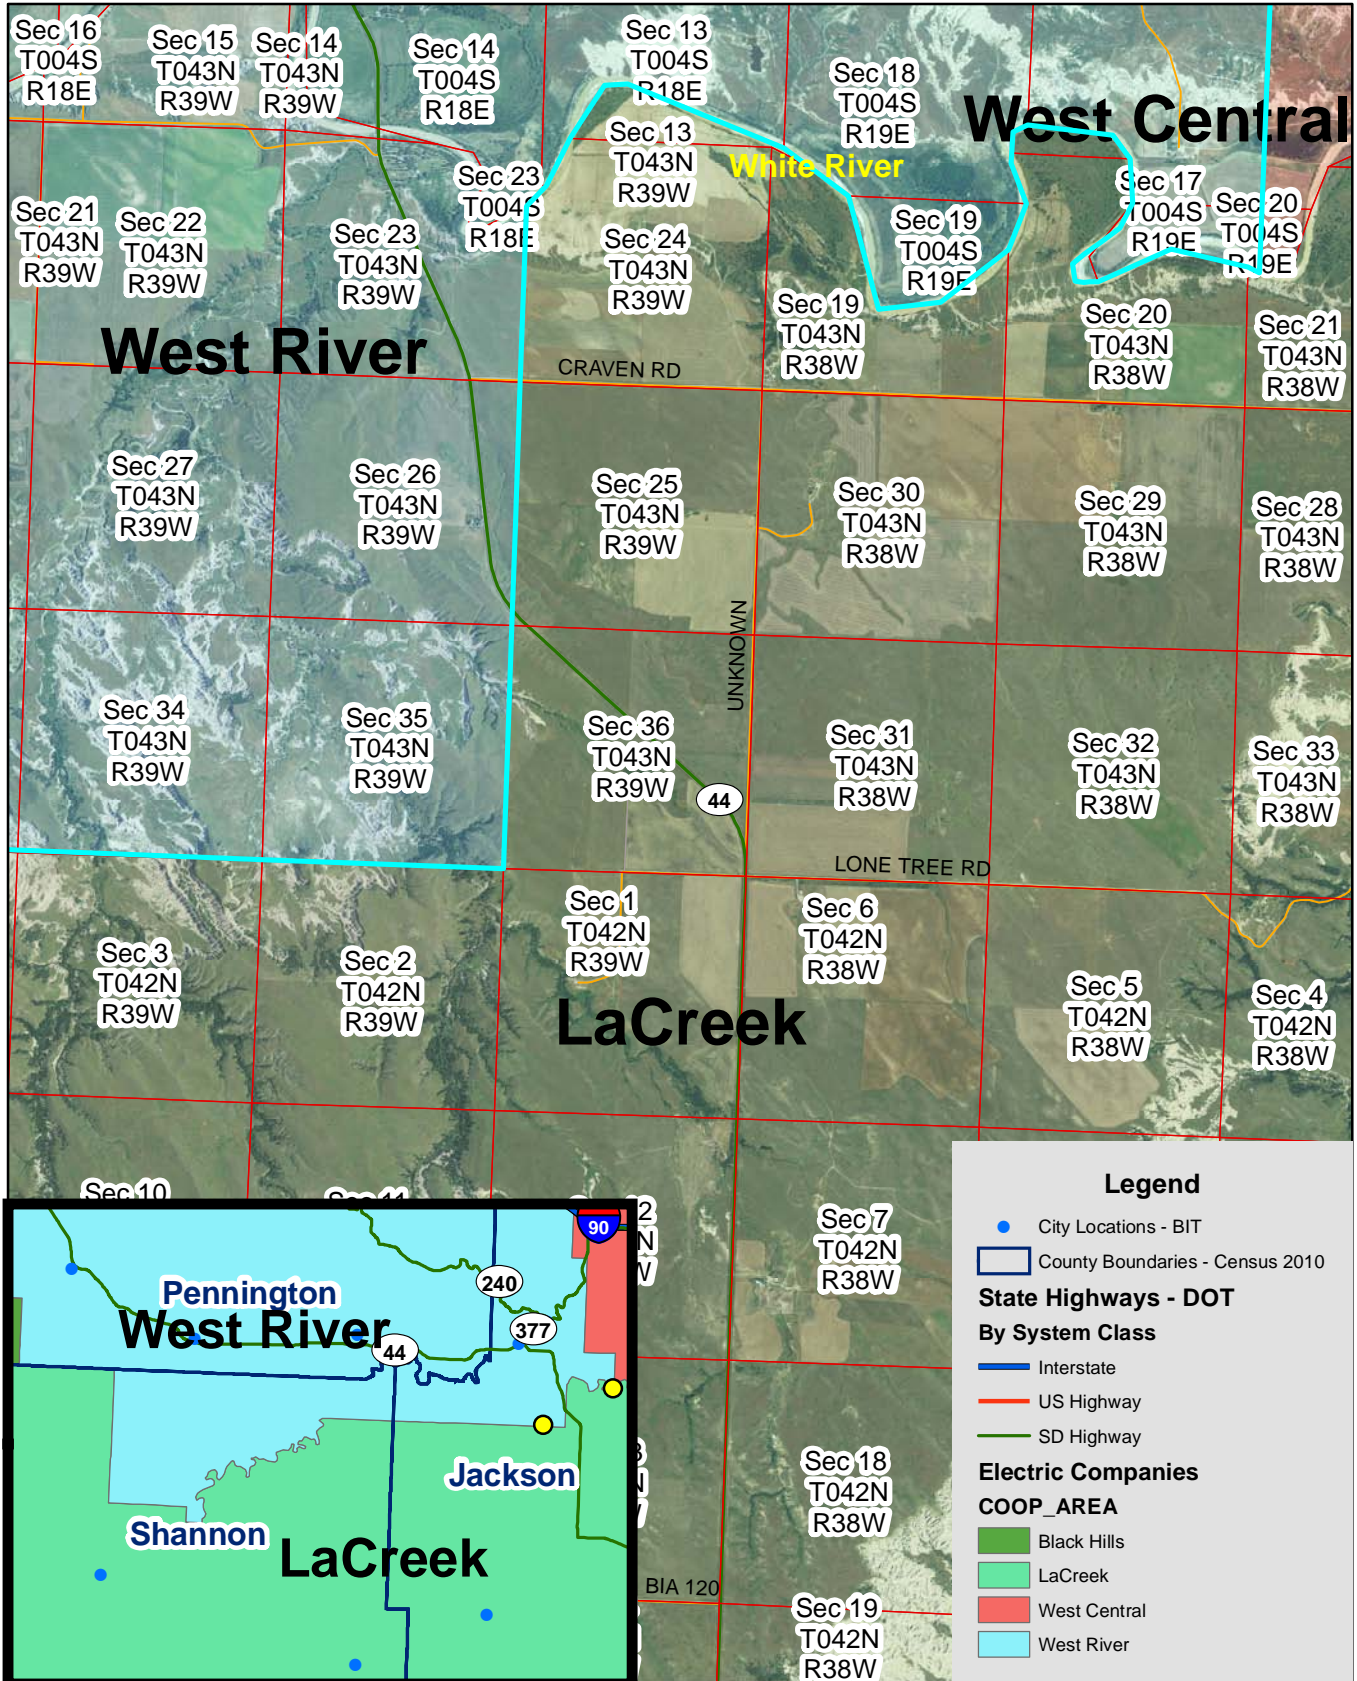 Sec 16
T004S
R18E
Sec 15
T043N
R39W
Sec 14
T043N
R39W
Sec 14
T004S
R18E
Sec 13
T004S
R18E
Sec 18
T004S
R19E
West Central
Sec 13
T043N
R39W
White River
Sec 23
T004S
R18E
Sec 17
T004S
R19E
Sec 20
T004S
R19E
Sec 21
T043N
R39W
Sec 22
T043N
R39W
Sec 23
T043N
R39W
Sec 24
T043N
R39W
Sec 19
T004S
R19E
Sec 19
T043N
R38W
Sec 20
T043N
R38W
Sec 21
T043N
R38W
West River
CRAVEN RD
Sec 27
T043N
R39W
Sec 26
T043N
R39W
Sec 25
T043N
R39W
Sec 30
T043N
R38W
Sec 29
T043N
R38W
Sec 28
T043N
R38W
UNKNOWN
Sec 34
T043N
R39W
Sec 35
T043N
R39W
Sec 36
T043N
R39W
44
Sec 31
T043N
R38W
Sec 32
T043N
R38W
Sec 33
T043N
R38W
LONE TREE RD
Sec 3
T042N
R39W
Sec 2
T042N
R39W
Sec 1
T042N
R39W
Sec 6
T042N
R38W
Sec 5
T042N
R38W
Sec 4
T042N
R38W
LaCreek
Sec 10
Sec 11
2
N
W
Sec 7
T042N
R38W
Sec 18
T042N
R38W
BIA 120
Sec 19
T042N
R38W
90
240
377
44
Pennington
West River
Jackson
Shannon
LaCreek
Legend
City Locations - BIT
County Boundaries - Census 2010
State Highways - DOT
By System Class
Interstate
US Highway
SD Highway
Electric Companies
COOP_AREA
Black Hills
LaCreek
West Central
West River